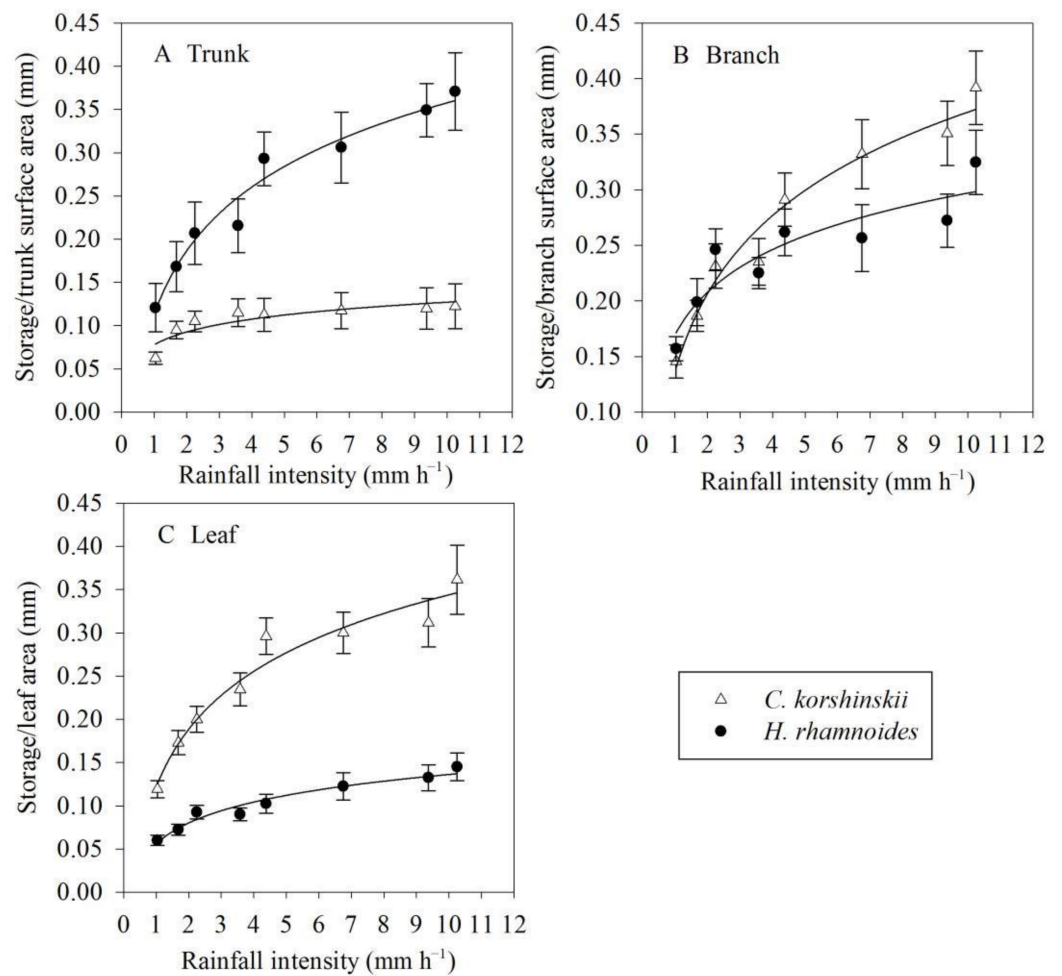 A Trunk
Storage/trunk surface area (mm)
0.45
0.40
0.35
0.30
0.25
0.20
0.15
0.10
0.05
0.00
0 1 2 3 4 5 6 7 8 9 10 11 12
Rainfall intensity (mm h⁻¹)
B Branch
Storage/branch surface area (mm)
0.45
0.40
0.35
0.30
0.25
0.20
0.15
0.10
0 1 2 3 4 5 6 7 8 9 10 11 12
Rainfall intensity (mm h⁻¹)
C Leaf
Storage/leaf area (mm)
0.45
0.40
0.35
0.30
0.25
0.20
0.15
0.10
0.05
0.00
0 1 2 3 4 5 6 7 8 9 10 11 12
Rainfall intensity (mm h⁻¹)
C. korshinskii
H. rhamnoides